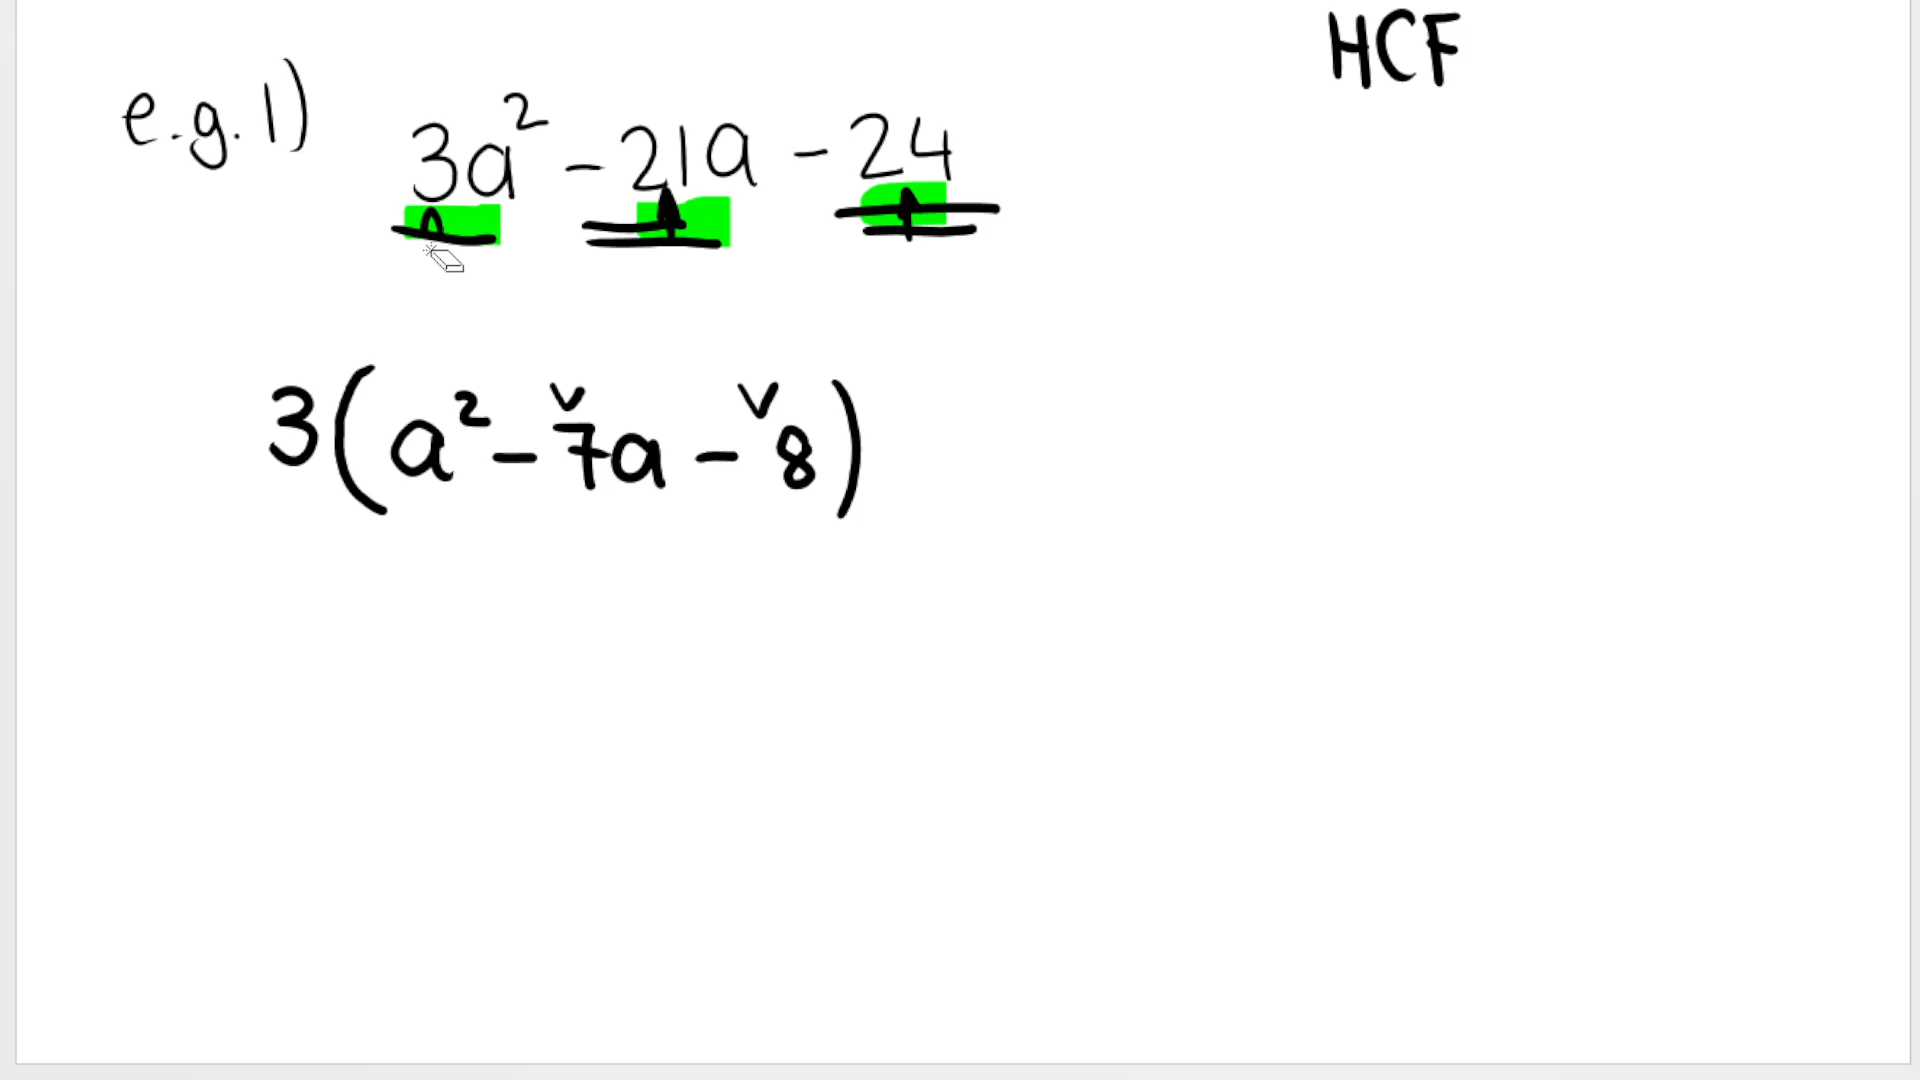 HCF
e.g. 1) 3a² - 21a - 24
3(a² - 7a - 8)